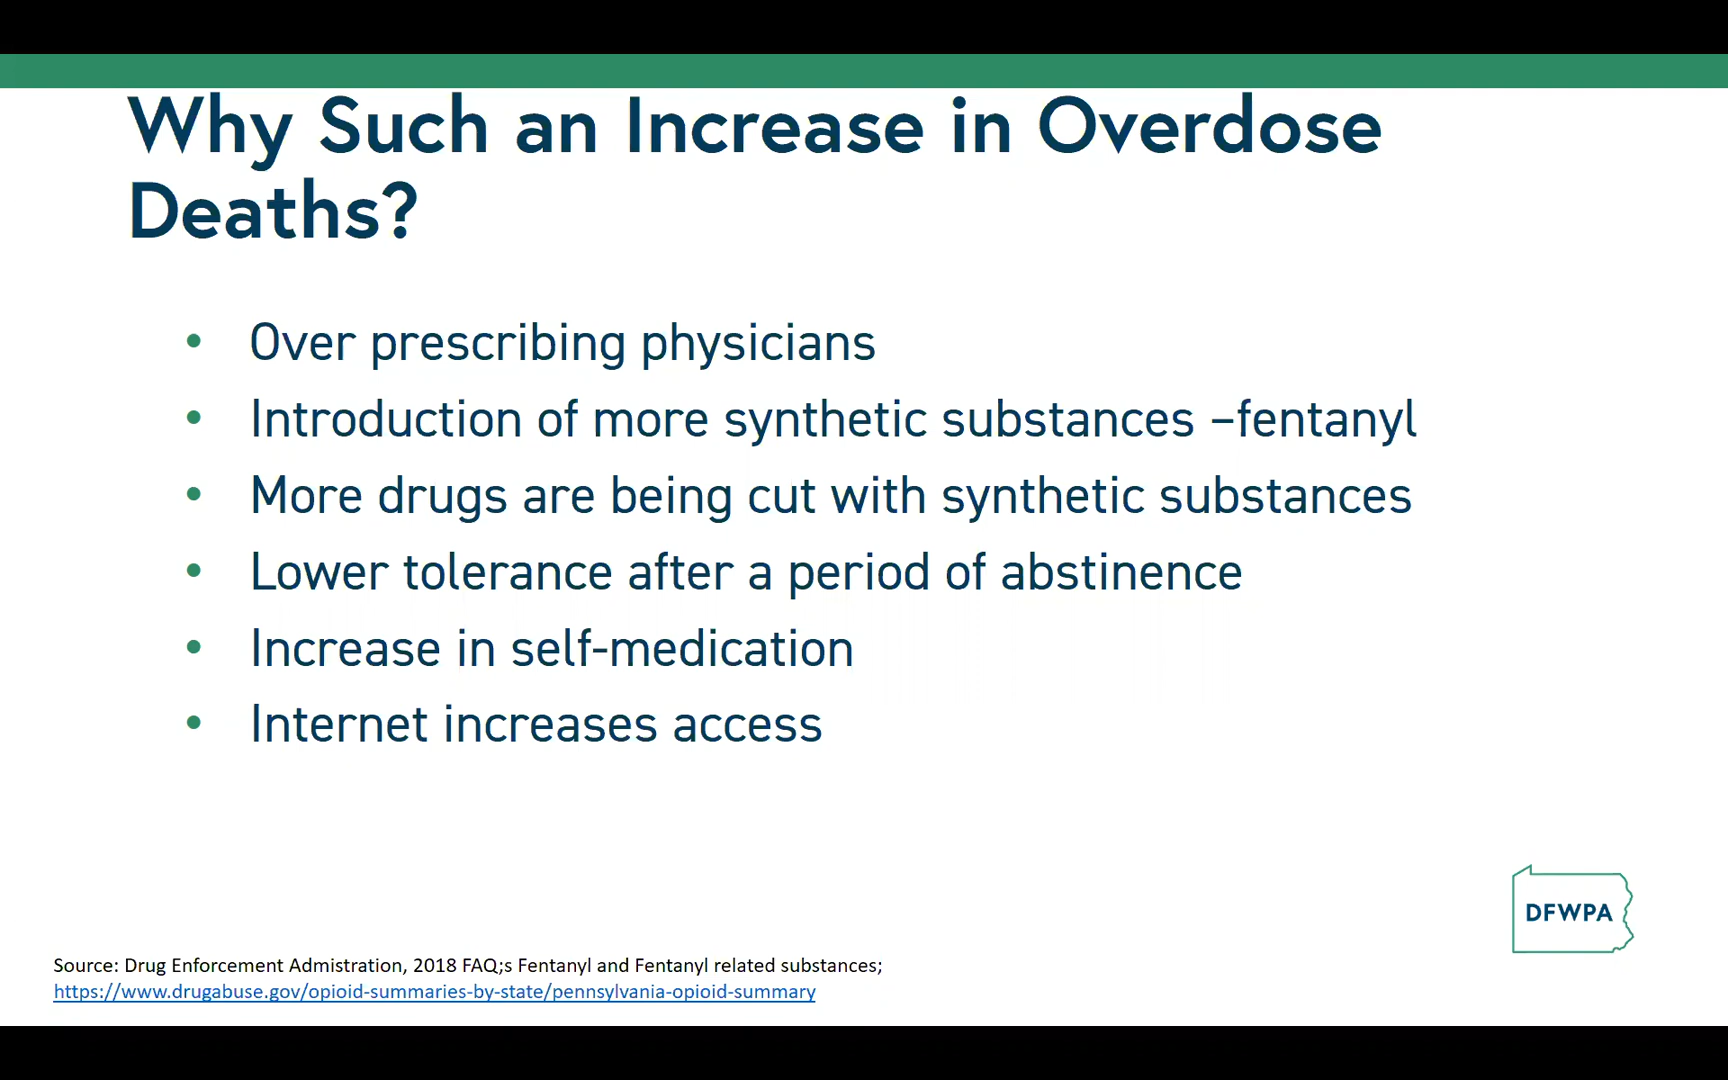 Why Such an Increase in Overdose
Deaths?
• Over prescribing physicians
• Introduction of more synthetic substances –fentanyl
• More drugs are being cut with synthetic substances
• Lower tolerance after a period of abstinence
• Increase in self-medication
• Internet increases access
DFWPA
Source: Drug Enforcement Admistration, 2018 FAQ;s Fentanyl and Fentanyl related substances;
https://www.drugabuse.gov/opioid-summaries-by-state/pennsylvania-opioid-summary